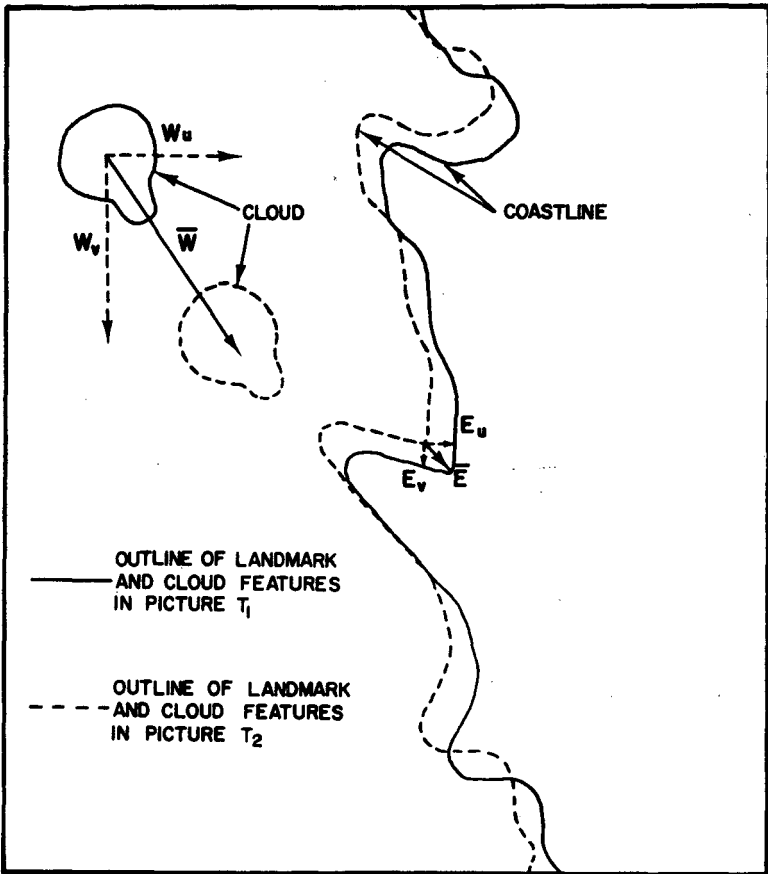 Wu
CLOUD
COASTLINE
Wv
W̅
Eu
Ev
E̅
OUTLINE OF LANDMARK
AND CLOUD FEATURES
IN PICTURE T1
OUTLINE OF LANDMARK
AND CLOUD FEATURES
IN PICTURE T2